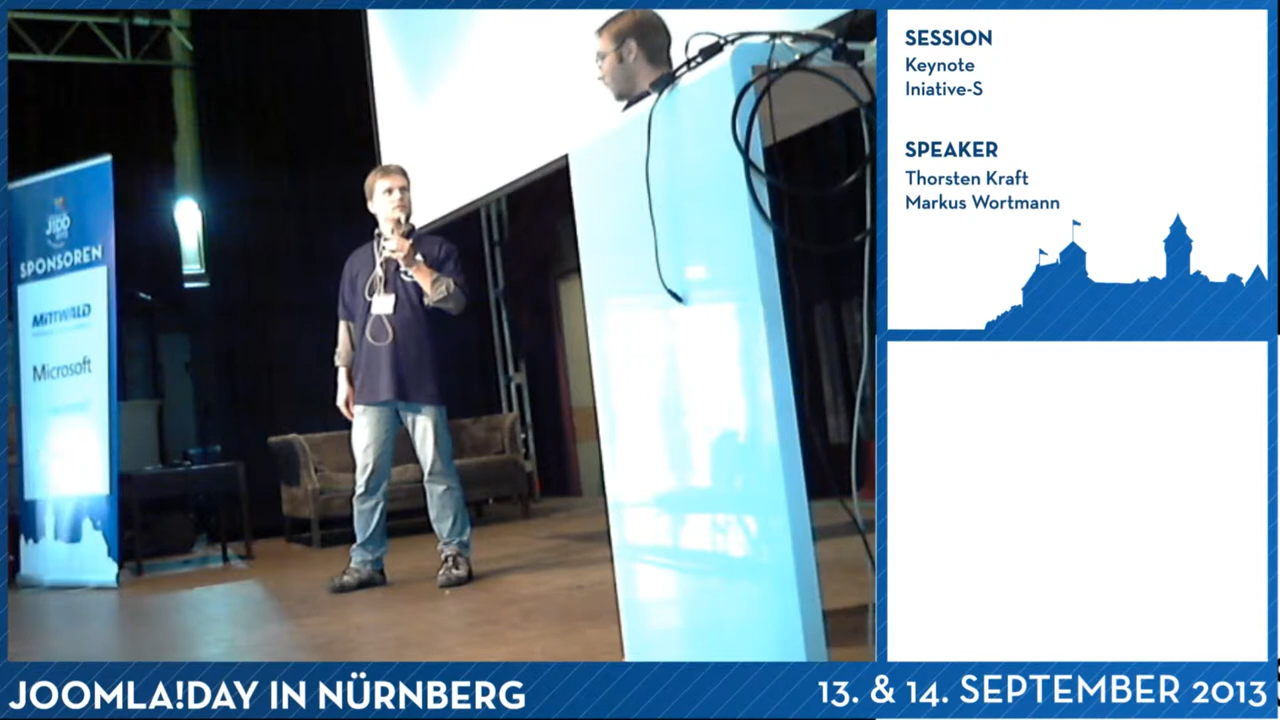 SESSION
Keynote
Iniative-S
SPEAKER
Thorsten Kraft
Markus Wortmann
JDD
SPONSOREN
MITTWALD
Microsoft
JOOMLA!DAY IN NÜRNBERG
13. & 14. SEPTEMBER 2013